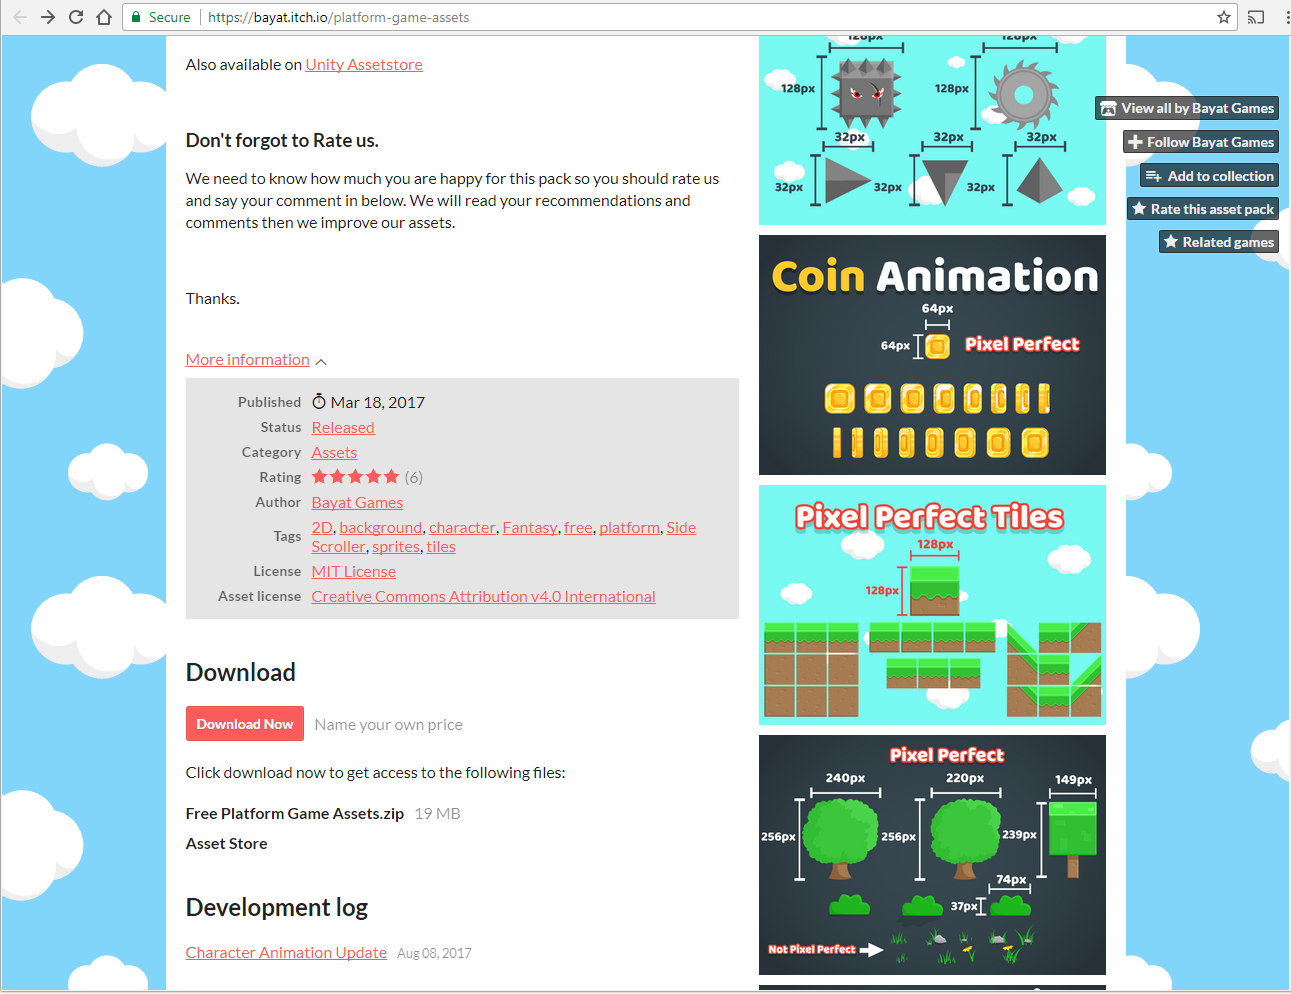 Secure
https://bayat.itch.io/platform-game-assets
Also available on Unity Assetstore
Don't forgot to Rate us.
We need to know how much you are happy for this pack so you should rate us
and say your comment in below. We will read your recommendations and
comments then we improve our assets.
Thanks.
More information
Published Mar 18, 2017
Status Released
Category Assets
Rating (6)
Author Bayat Games
Tags 2D, background, character, Fantasy, free, platform, Side
Scroller, sprites, tiles
License MIT License
Asset license Creative Commons Attribution v4.0 International
Download
Download Now Name your own price
Click download now to get access to the following files:
Free Platform Game Assets.zip 19 MB
Asset Store
Development log
Character Animation Update Aug 08, 2017
128px 128px
128px 128px
32px 32px 32px
32px 32px 32px
Coin Animation
64px
64px Pixel Perfect
Pixel Perfect Tiles
128px
128px
Pixel Perfect
240px 220px 149px
256px 256px 239px
74px
37px
Not Pixel Perfect
View all by Bayat Games
Follow Bayat Games
Add to collection
Rate this asset pack
Related games